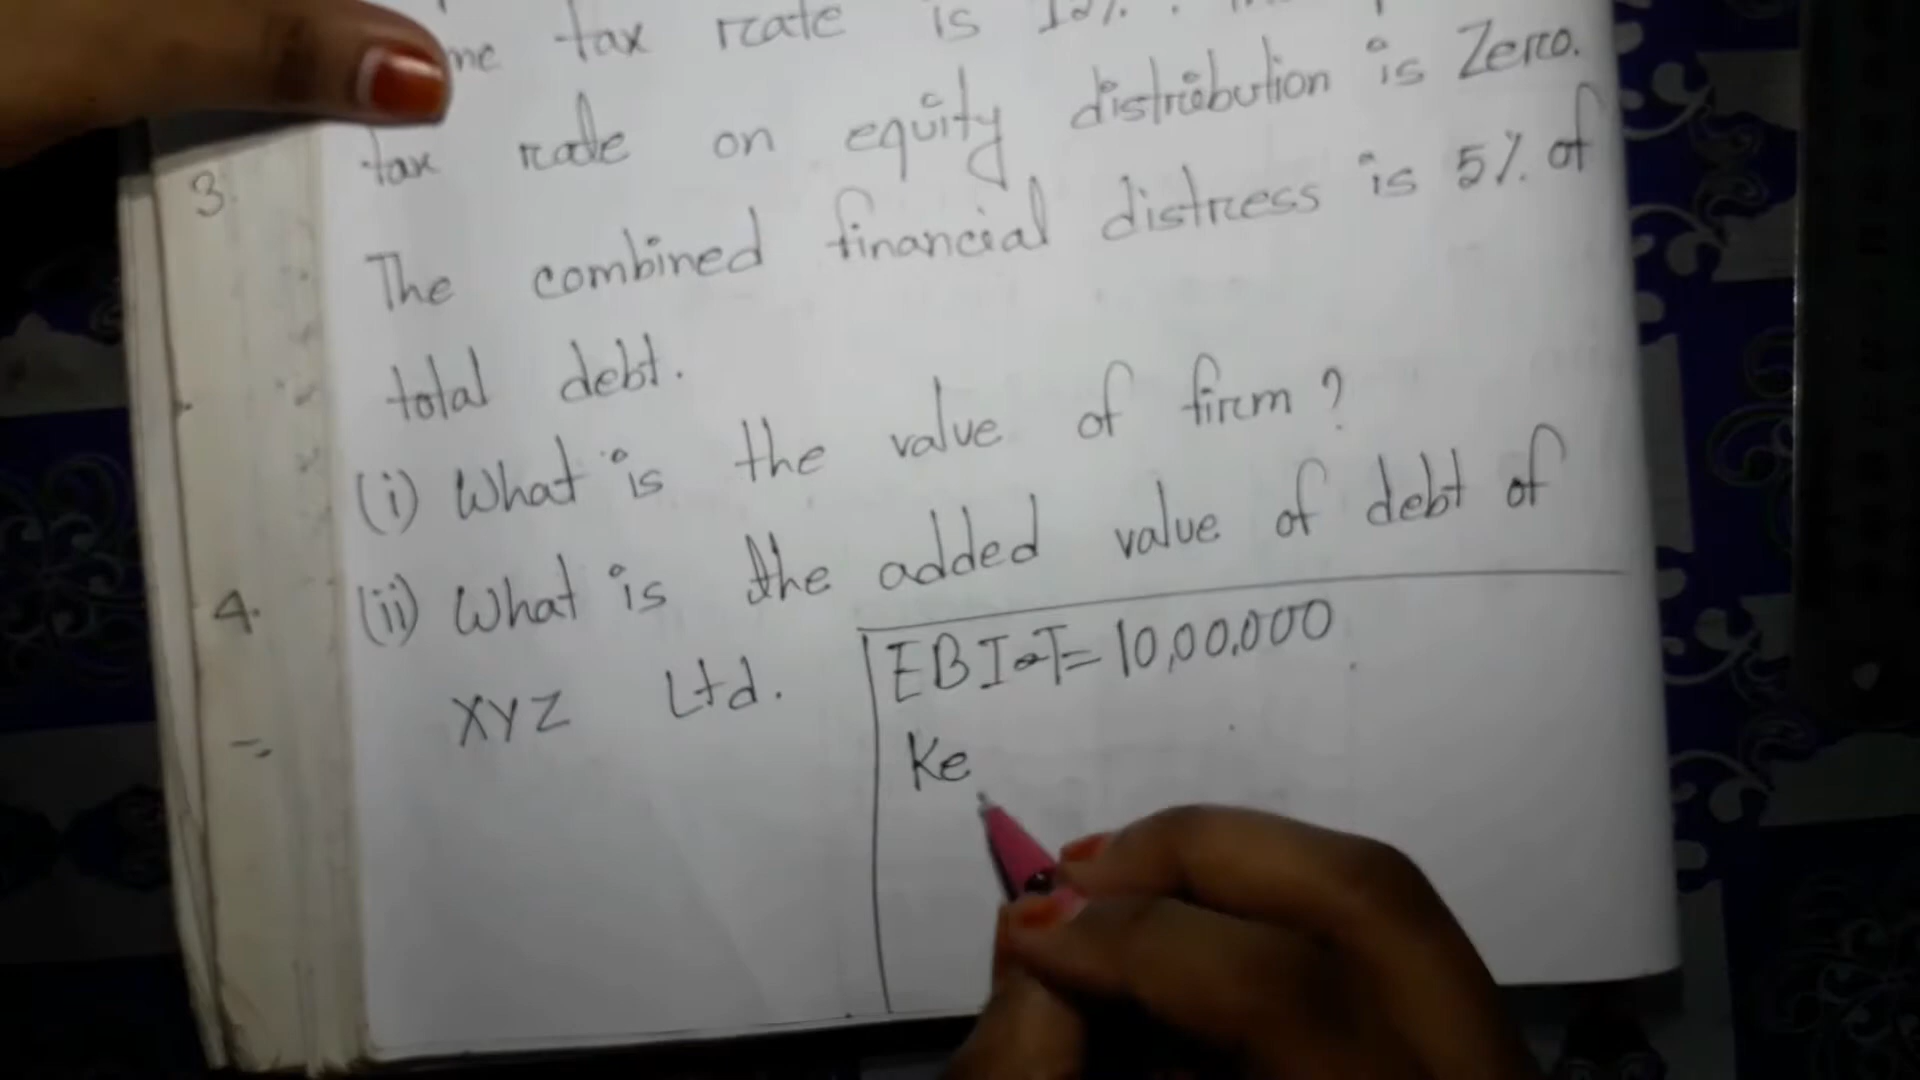 tax rate is 12%.
tax rate on equity distribution is Zero.
3.
The combined financial distress is 5% of
total debt.
(i) What is the value of firm?
4.
(ii) What is the added value of debt of
XYZ Ltd.
EBIT = 10,00,000
Ke